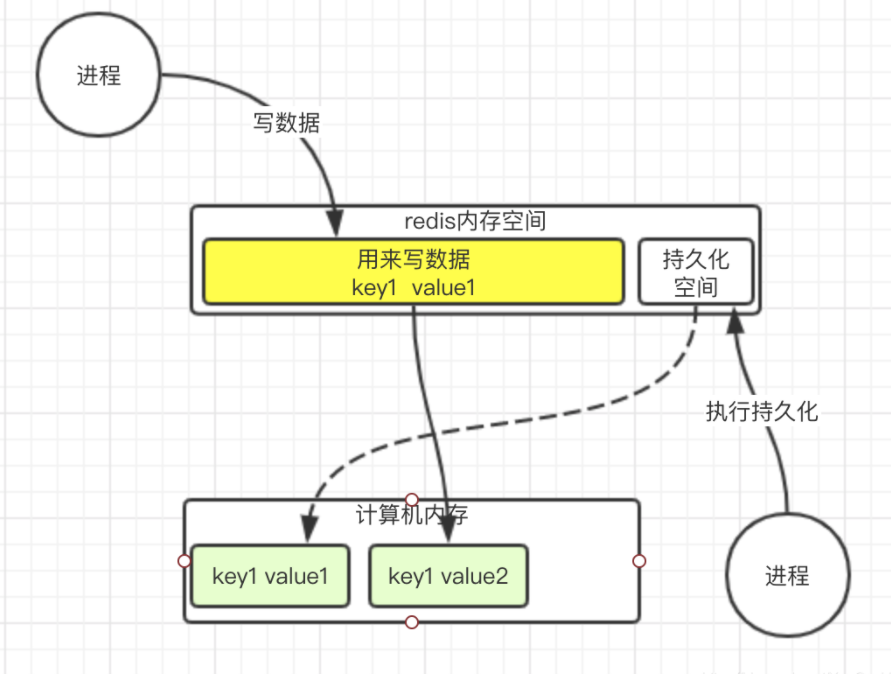 进程
写数据
redis内存空间
用来写数据
key1 value1
持久化
空间
执行持久化
计算机内存
key1 value1
key1 value2
进程